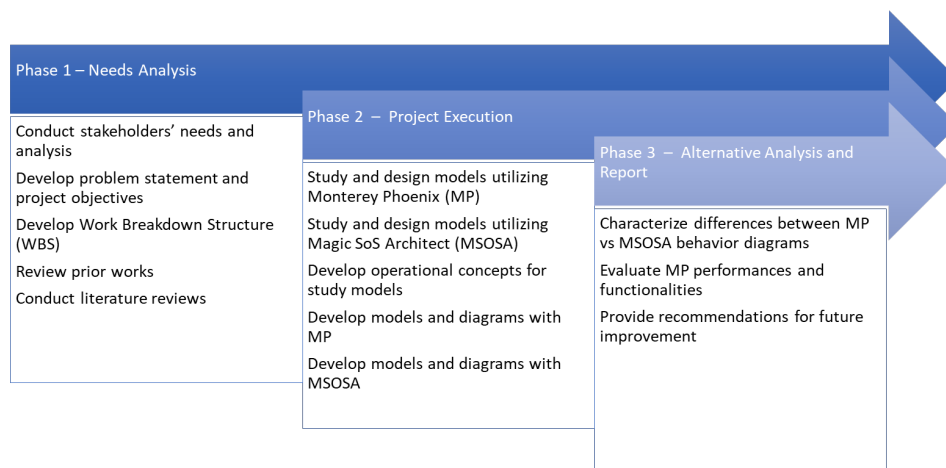 Phase 1 – Needs Analysis
Conduct stakeholders’ needs and
analysis
Develop problem statement and
project objectives
Develop Work Breakdown Structure
(WBS)
Review prior works
Conduct literature reviews
Phase 2 – Project Execution
Study and design models utilizing
Monterey Phoenix (MP)
Study and design models utilizing
Magic SoS Architect (MSOSA)
Develop operational concepts for
study models
Develop models and diagrams with
MP
Develop models and diagrams with
MSOSA
Phase 3 – Alternative Analysis and
Report
Characterize differences between MP
vs MSOSA behavior diagrams
Evaluate MP performances and
functionalities
Provide recommendations for future
improvement